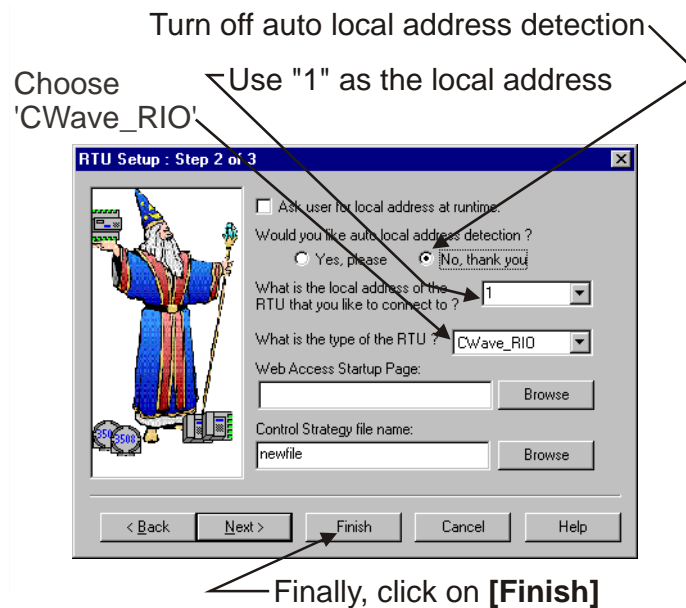 Turn off auto local address detection
Use "1" as the local address
Choose
'CWave_RIO'
RTU Setup : Step 2 of 3
Ask user for local address at runtime.
Would you like auto local address detection ?
Yes, please
No, thank you
What is the local address of the
RTU that you like to connect to ?
1
What is the type of the RTU ?
CWave_RIO
Web Access Startup Page:
Browse
Control Strategy file name:
newfile
Browse
350
3508
< Back
Next >
Finish
Cancel
Help
Finally, click on [Finish]